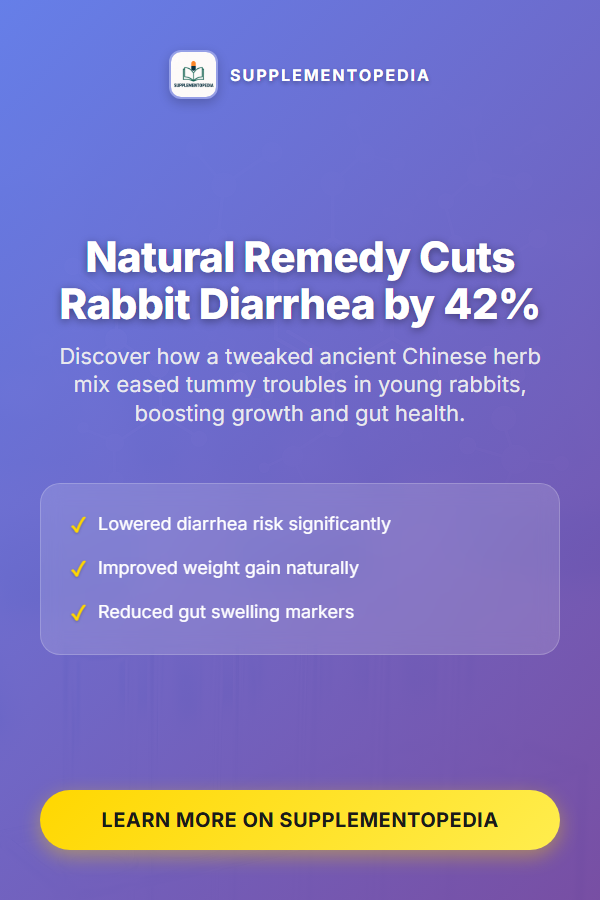 SUPPLEMENTOPEDIA
SUPPLEMENTOPEDIA
Natural Remedy Cuts
Rabbit Diarrhea by 42%
Discover how a tweaked ancient Chinese herb
mix eased tummy troubles in young rabbits,
boosting growth and gut health.
✓ Lowered diarrhea risk significantly
✓ Improved weight gain naturally
✓ Reduced gut swelling markers
LEARN MORE ON SUPPLEMENTOPEDIA